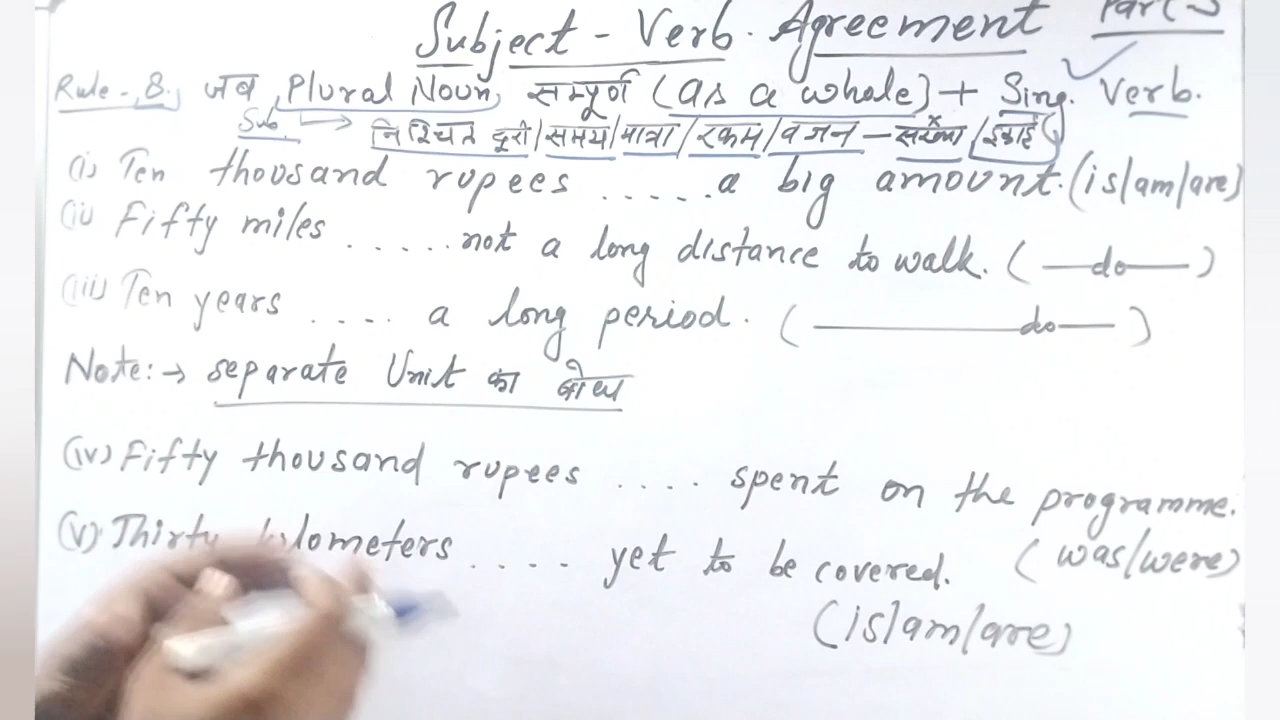 Subject - Verb. Agreement Part 5
Rule - 8. जब Plural Noun, सम्पूर्ण (as a whole) + Sing. Verb.
Sub. → निश्चित दूरी/समय/मात्रा/रकम/वजन – संख्या/इकाई
(i) Ten thousand rupees ...... a big amount. (is/am/are)
(ii) Fifty miles ..... not a long distance to walk. ( —do— )
(iii) Ten years .... a long period. ( —do— )
Note: → separate Unit का बोध
(iv) Fifty thousand rupees .... spent on the programme.
(was/were)
(v) Thirty kilometers .... yet to be covered.
(is/am/are)